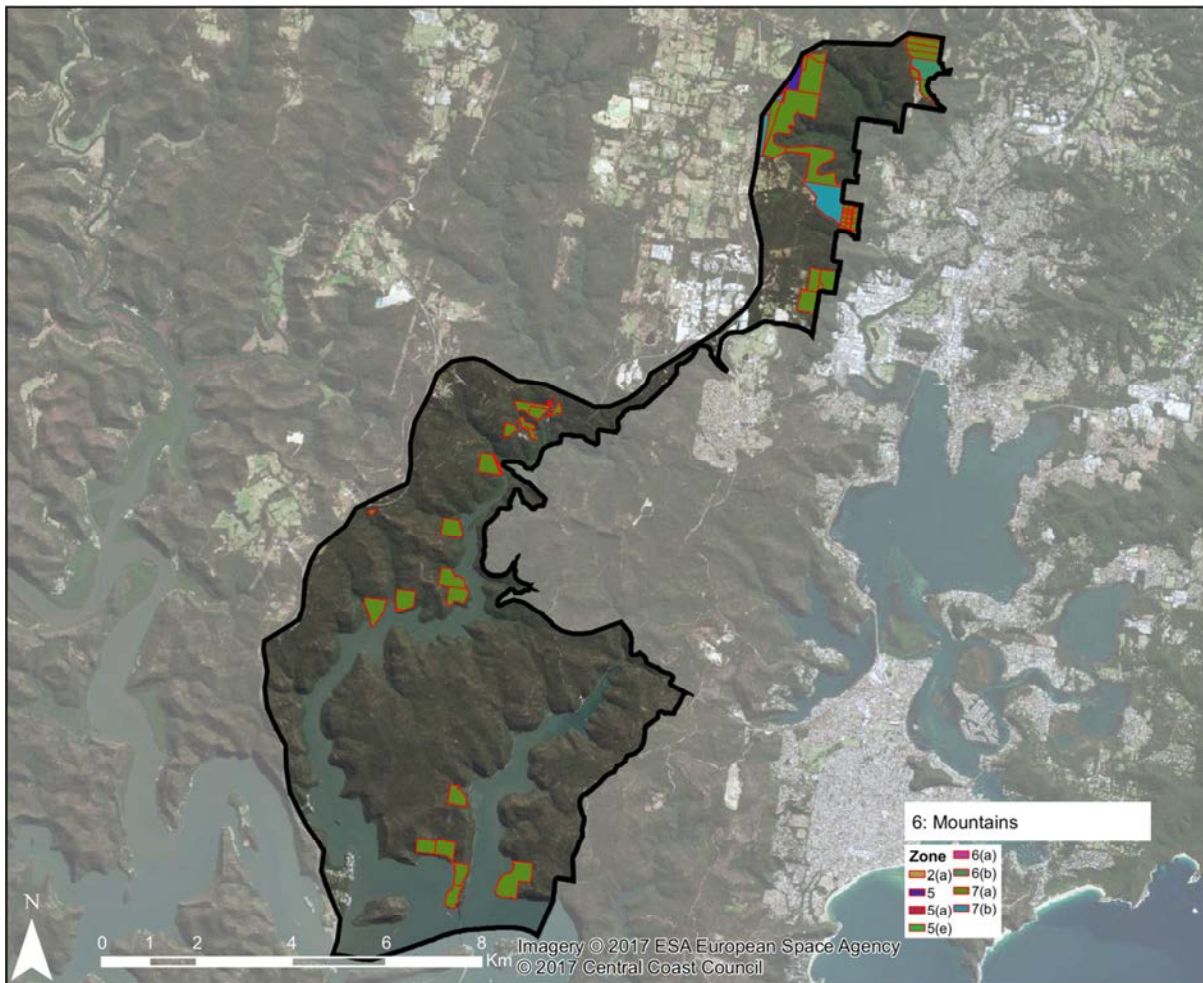 6: Mountains
Zone
2(a)
5
5(a)
5(e)
6(a)
6(b)
7(a)
7(b)
N
0 1 2 4 6 8
Km
Imagery © 2017 ESA European Space Agency
© 2017 Central Coast Council